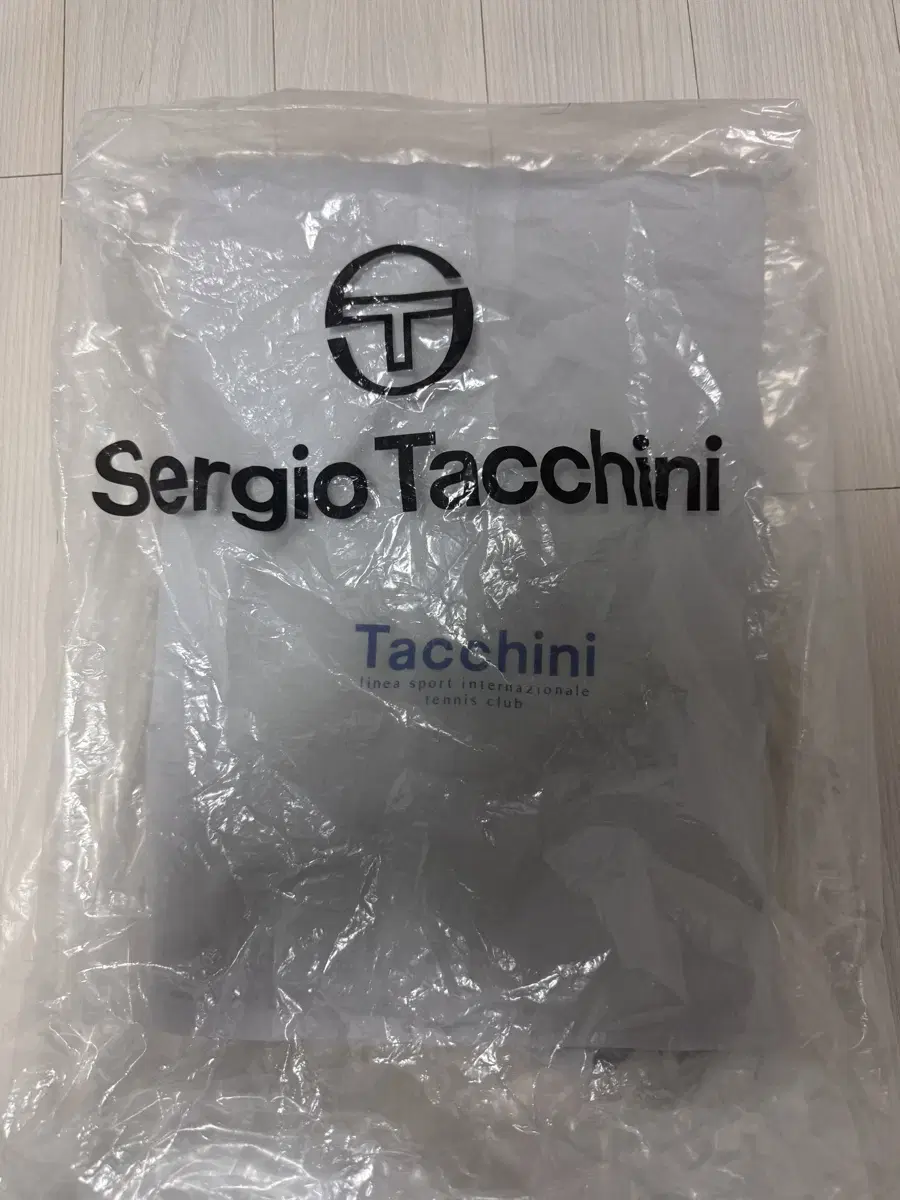 Sergio Tacchini
Tacchini
linea sport internazionale
tennis club